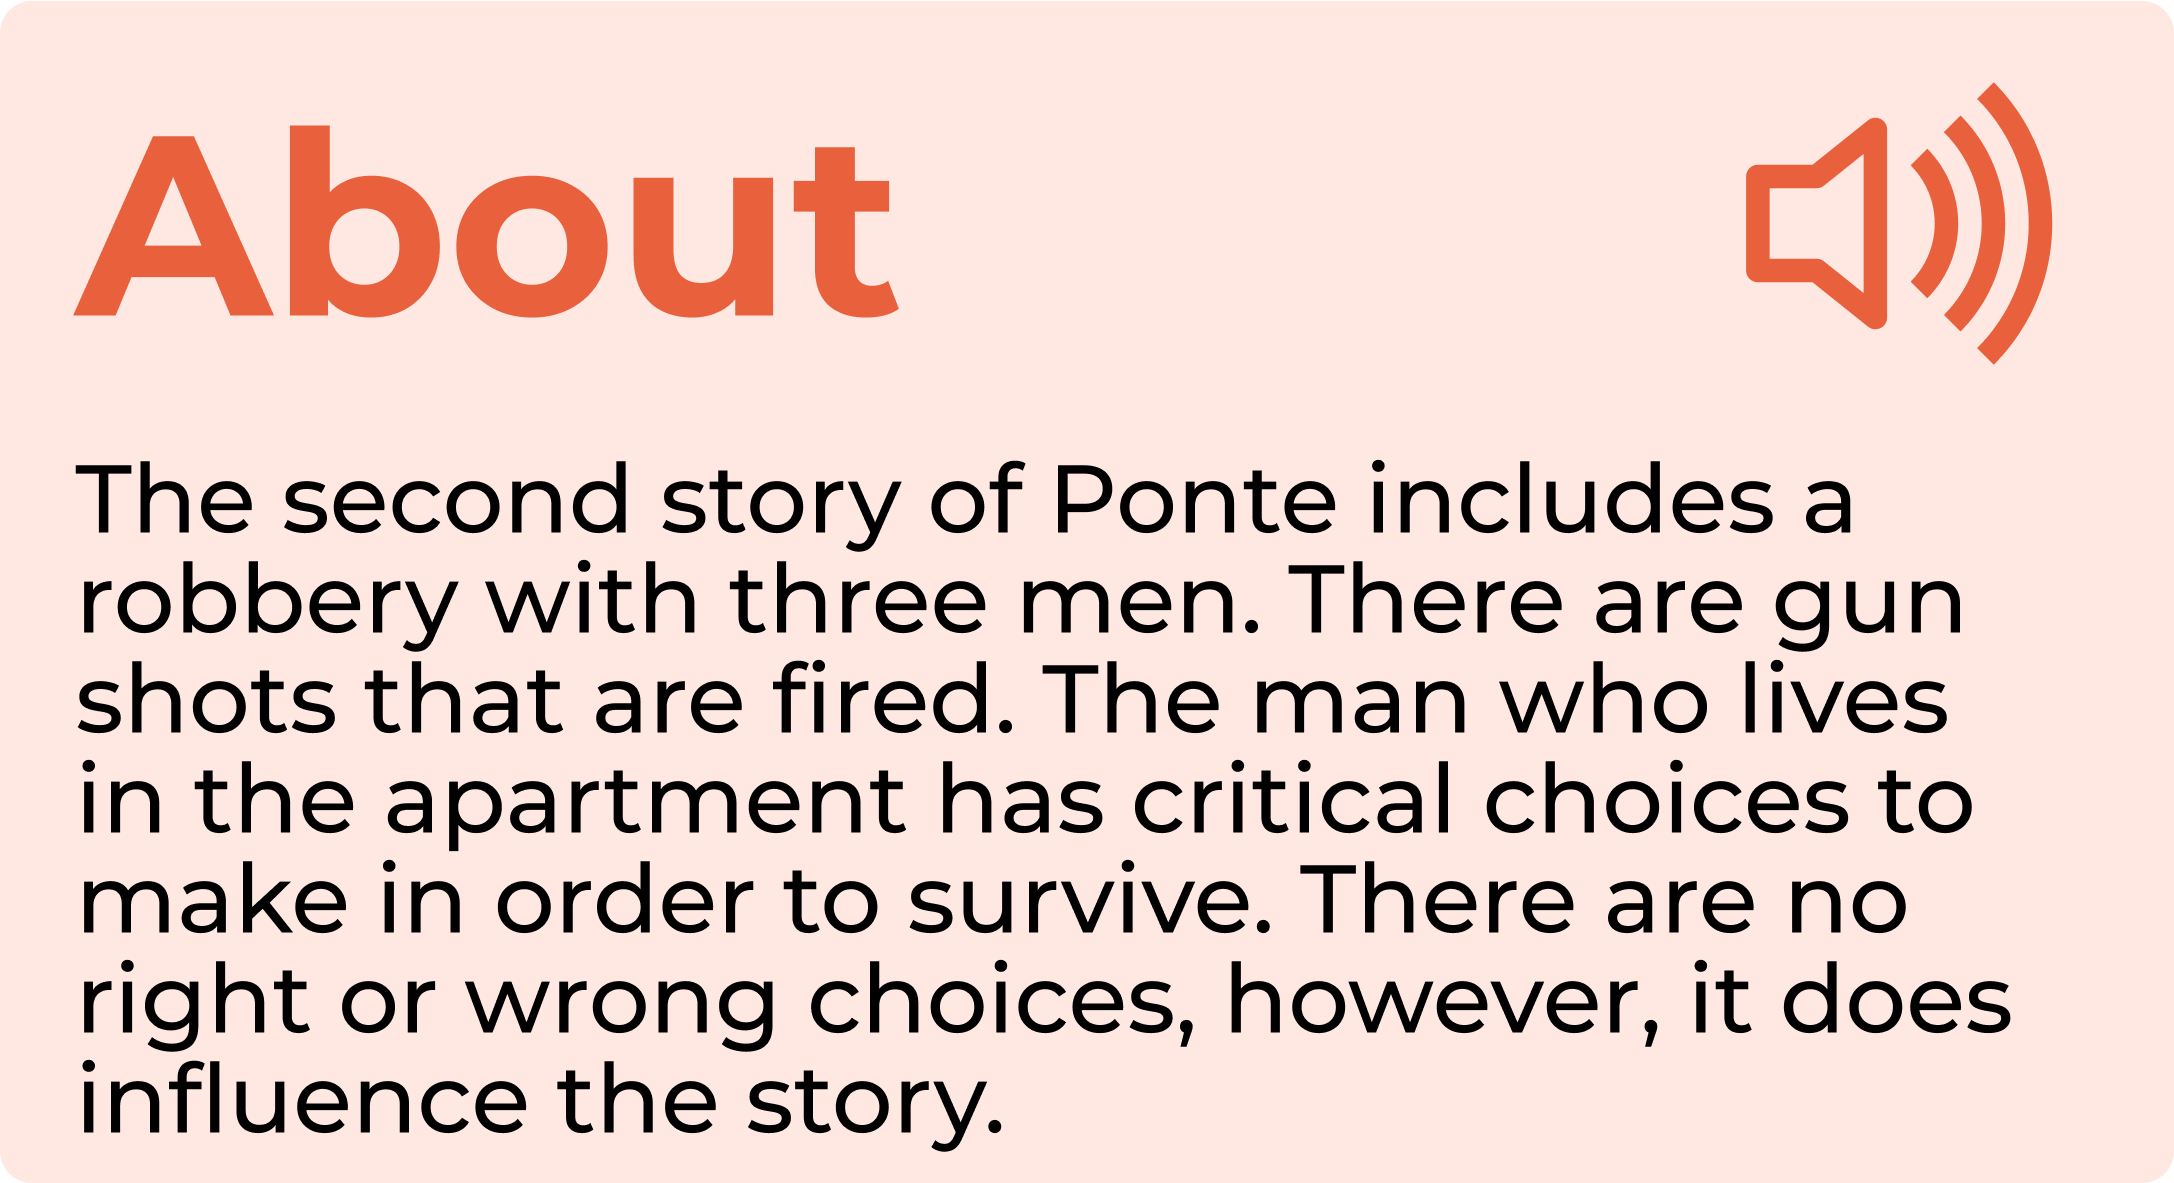 About
The second story of Ponte includes a
robbery with three men. There are gun
shots that are fired. The man who lives
in the apartment has critical choices to
make in order to survive. There are no
right or wrong choices, however, it does
influence the story.